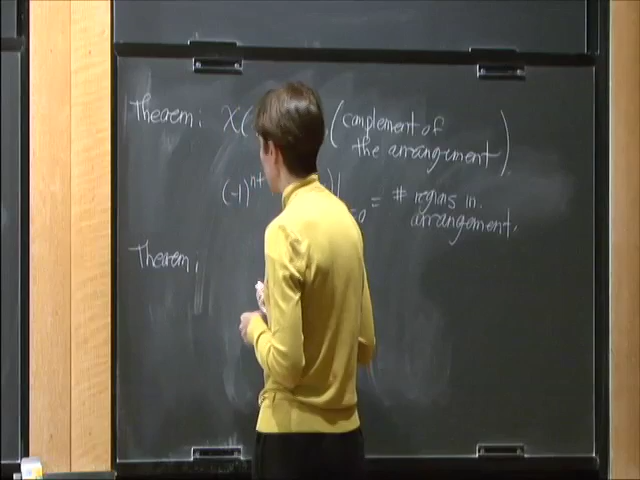 Theorem: χ( (complement of
the arrangement)
(-1)ⁿ⁺ )| =0 = # regions in
arrangement.
Theorem: